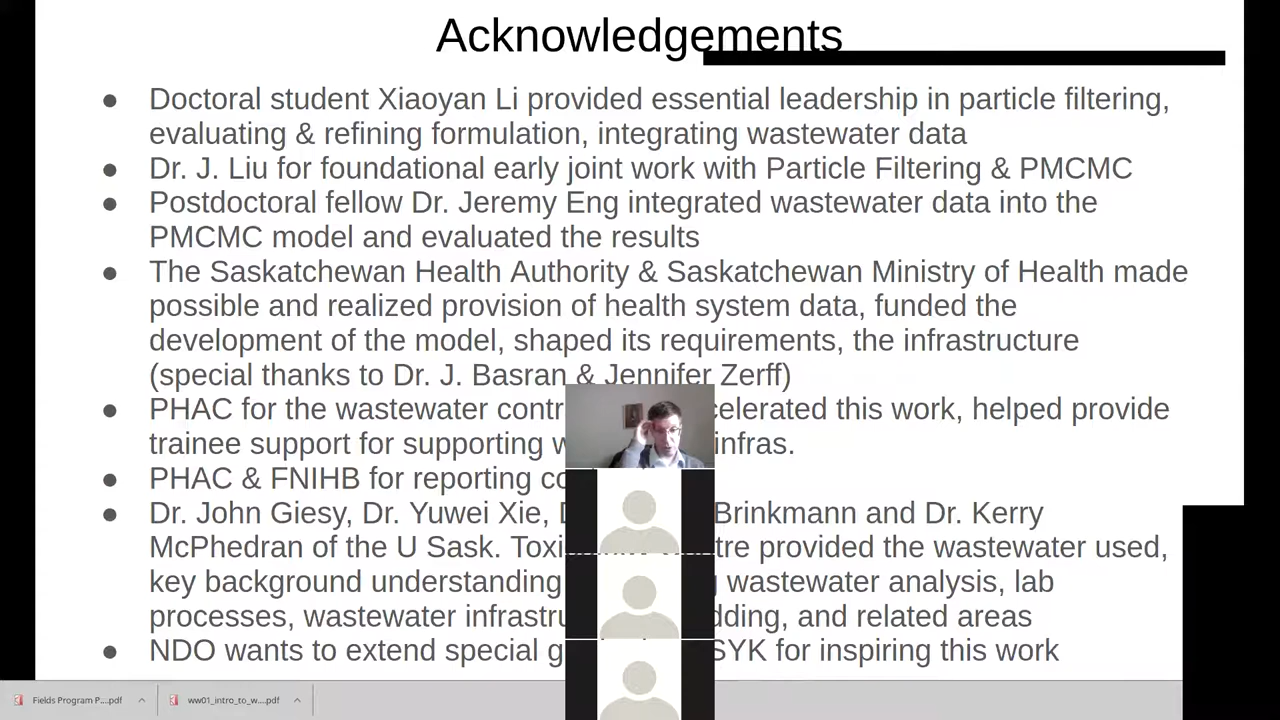 Acknowledgements
● Doctoral student Xiaoyan Li provided essential leadership in particle filtering,
evaluating & refining formulation, integrating wastewater data
● Dr. J. Liu for foundational early joint work with Particle Filtering & PMCMC
● Postdoctoral fellow Dr. Jeremy Eng integrated wastewater data into the
PMCMC model and evaluated the results
● The Saskatchewan Health Authority & Saskatchewan Ministry of Health made
possible and realized provision of health system data, funded the
development of the model, shaped its requirements, the infrastructure
(special thanks to Dr. J. Basran & Jennifer Zerff)
● PHAC for the wastewater this work, helped provide
trainee support for supporting infras.
● PHAC & FNIHB for reporting
● Dr. John Giesy, Dr. Yuwei Xie, Brinkmann and Dr. Kerry
McPhedran of the U Sask. provided the wastewater used,
key background understanding wastewater analysis, lab
processes, wastewater and related areas
● NDO wants to extend special SYK for inspiring this work
Fields Program P....pdf ww01_intro_to_w....pdf